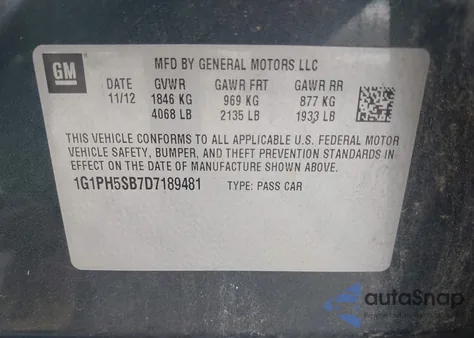 GM
MFD BY GENERAL MOTORS LLC
DATE GVWR GAWR FRT GAWR RR
11/12 1846 KG 969 KG 877 KG
4068 LB 2135 LB 1933 LB
THIS VEHICLE CONFORMS TO ALL APPLICABLE U.S. FEDERAL MOTOR
VEHICLE SAFETY, BUMPER, AND THEFT PREVENTION STANDARDS IN
EFFECT ON THE DATE OF MANUFACTURE SHOWN ABOVE.
1G1PH5SB7D7189481 TYPE: PASS CAR
autoSnap